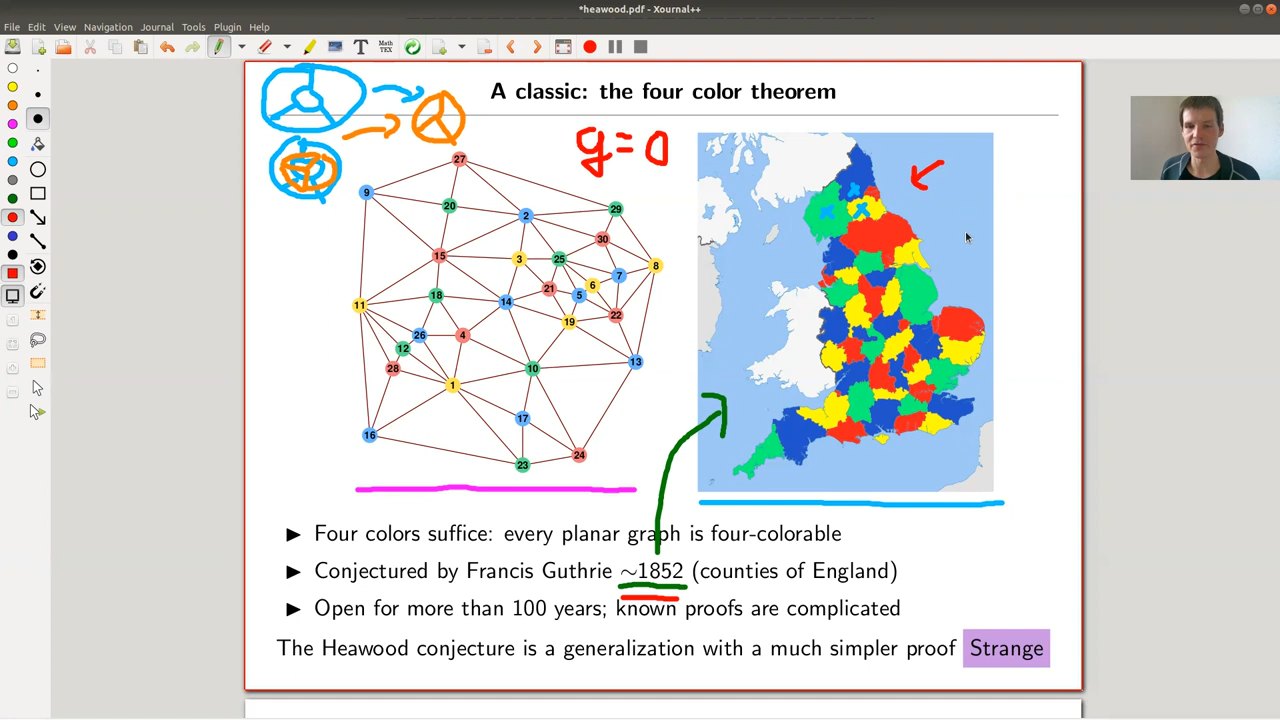 *heawood.pdf - Xournal++
File Edit View Navigation Journal Tools Plugin Help
T
Math
TEX
A classic: the four color theorem
g=0
27
9
20
2
29
30
15
3
25
8
7
21
6
5
18
14
11
22
19
26
4
12
13
28
10
1
17
16
24
23
▶ Four colors suffice: every planar graph is four-colorable
▶ Conjectured by Francis Guthrie ~1852 (counties of England)
▶ Open for more than 100 years; known proofs are complicated
The Heawood conjecture is a generalization with a much simpler proof Strange